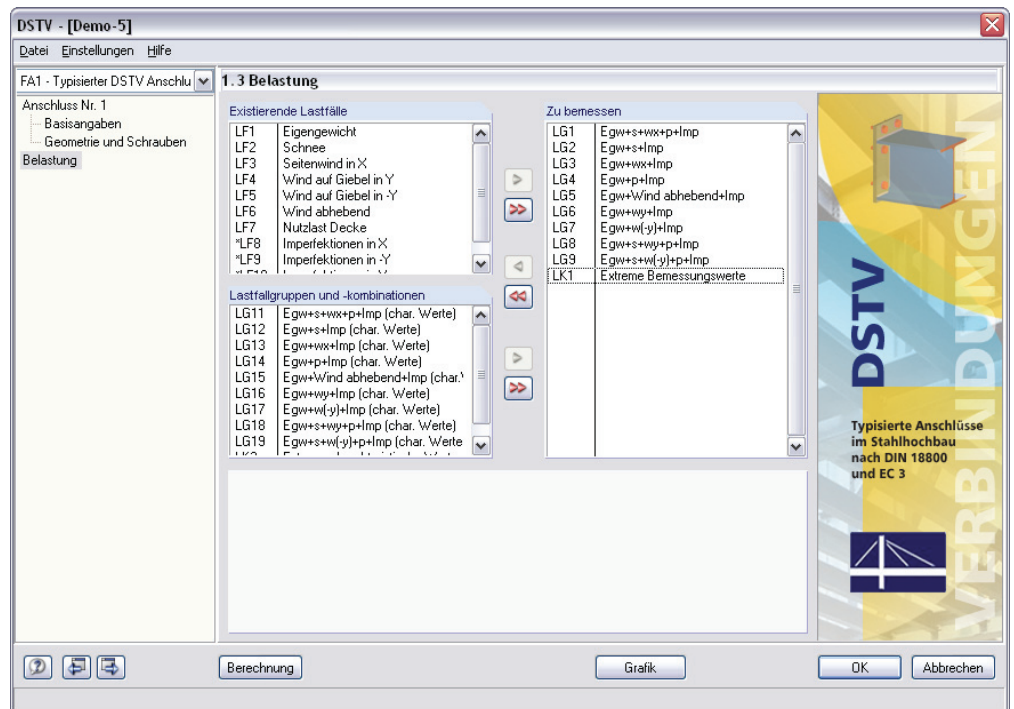 DSTV - [Demo-5]
Datei Einstellungen Hilfe
FA1 - Typisierter DSTV Anschlu
1.3 Belastung
Anschluss Nr. 1
Basisangaben
Geometrie und Schrauben
Belastung
Existierende Lastfälle
LF1 Eigengewicht
LF2 Schnee
LF3 Seitenwind in X
LF4 Wind auf Giebel in Y
LF5 Wind auf Giebel in -Y
LF6 Wind abhebend
LF7 Nutzlast Decke
*LF8 Imperfektionen in X
*LF9 Imperfektionen in -Y
Lastfallgruppen und -kombinationen
LG11 Egw+s+wx+p+Imp (char. Werte)
LG12 Egw+s+Imp (char. Werte)
LG13 Egw+wx+Imp (char. Werte)
LG14 Egw+p+Imp (char. Werte)
LG15 Egw+Wind abhebend+Imp (char.
LG16 Egw+wy+Imp (char. Werte)
LG17 Egw+w(-y)+Imp (char. Werte)
LG18 Egw+s+wy+p+Imp (char. Werte)
LG19 Egw+s+w(-y)+p+Imp (char. Werte
Zu bemessen
LG1 Egw+s+wx+p+Imp
LG2 Egw+s+Imp
LG3 Egw+wx+Imp
LG4 Egw+p+Imp
LG5 Egw+Wind abhebend+Imp
LG6 Egw+wy+Imp
LG7 Egw+w(-y)+Imp
LG8 Egw+s+wy+p+Imp
LG9 Egw+s+w(-y)+p+Imp
LK1 Extreme Bemessungswerte
DSTV
VERBINDUNGEN
Typisierte Anschlüsse
im Stahlhochbau
nach DIN 18800
und EC 3
Berechnung
Grafik
OK
Abbrechen